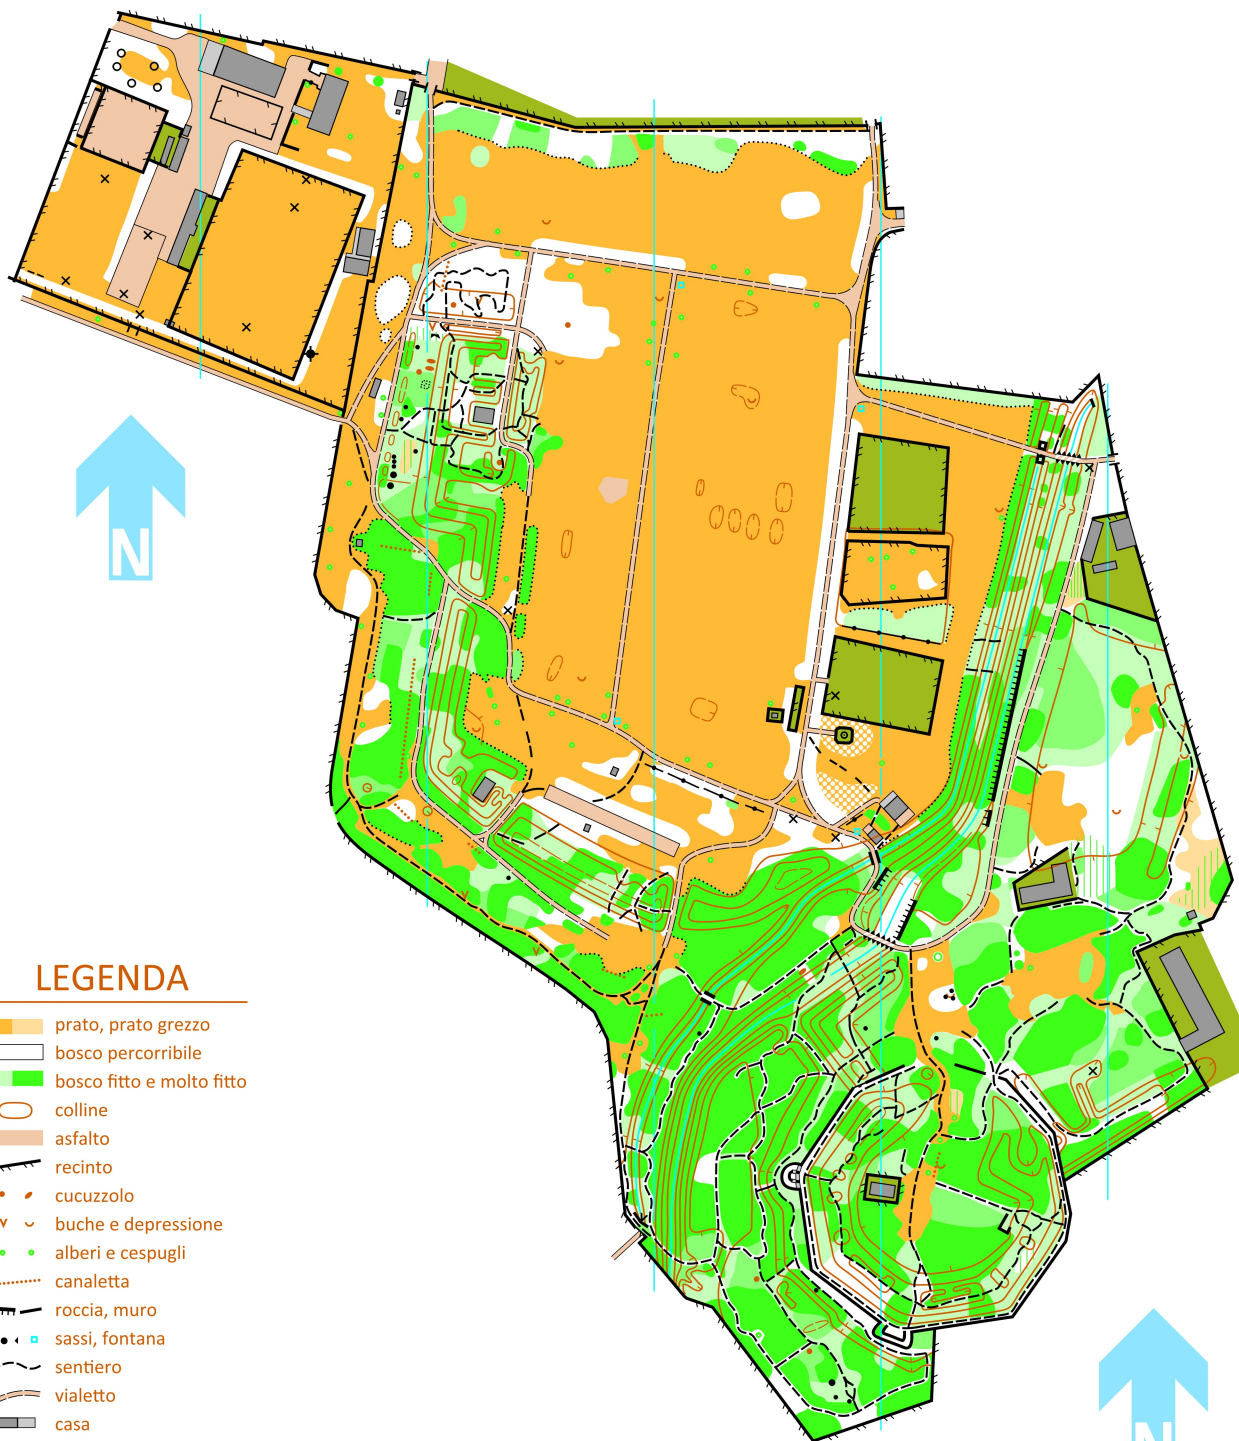 N
LEGENDA
prato, prato grezzo
bosco percorribile
bosco fitto e molto fitto
colline
asfalto
recinto
cucuzzolo
buche e depressione
alberi e cespugli
canaletta
roccia, muro
sassi, fontana
sentiero
vialetto
casa
N